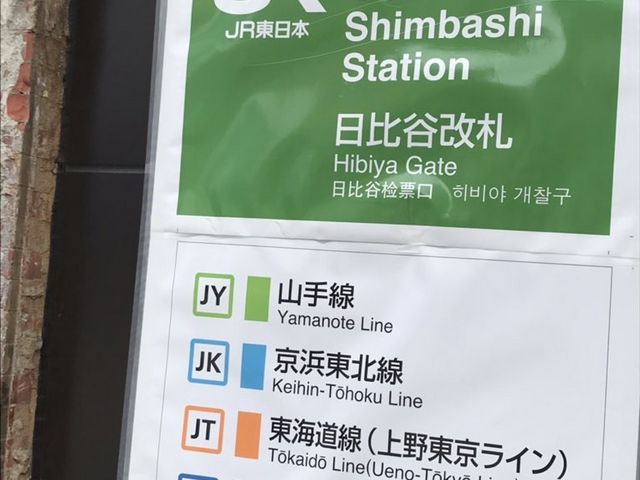 JR東日本
Shimbashi
Station
日比谷改札
Hibiya Gate
日比谷检票口 히비야 개찰구
JY 山手線
Yamanote Line
JK 京浜東北線
Keihin-Tōhoku Line
JT 東海道線（上野東京ライン）
Tōkaidō Line(Ueno-Tōkyō Line)